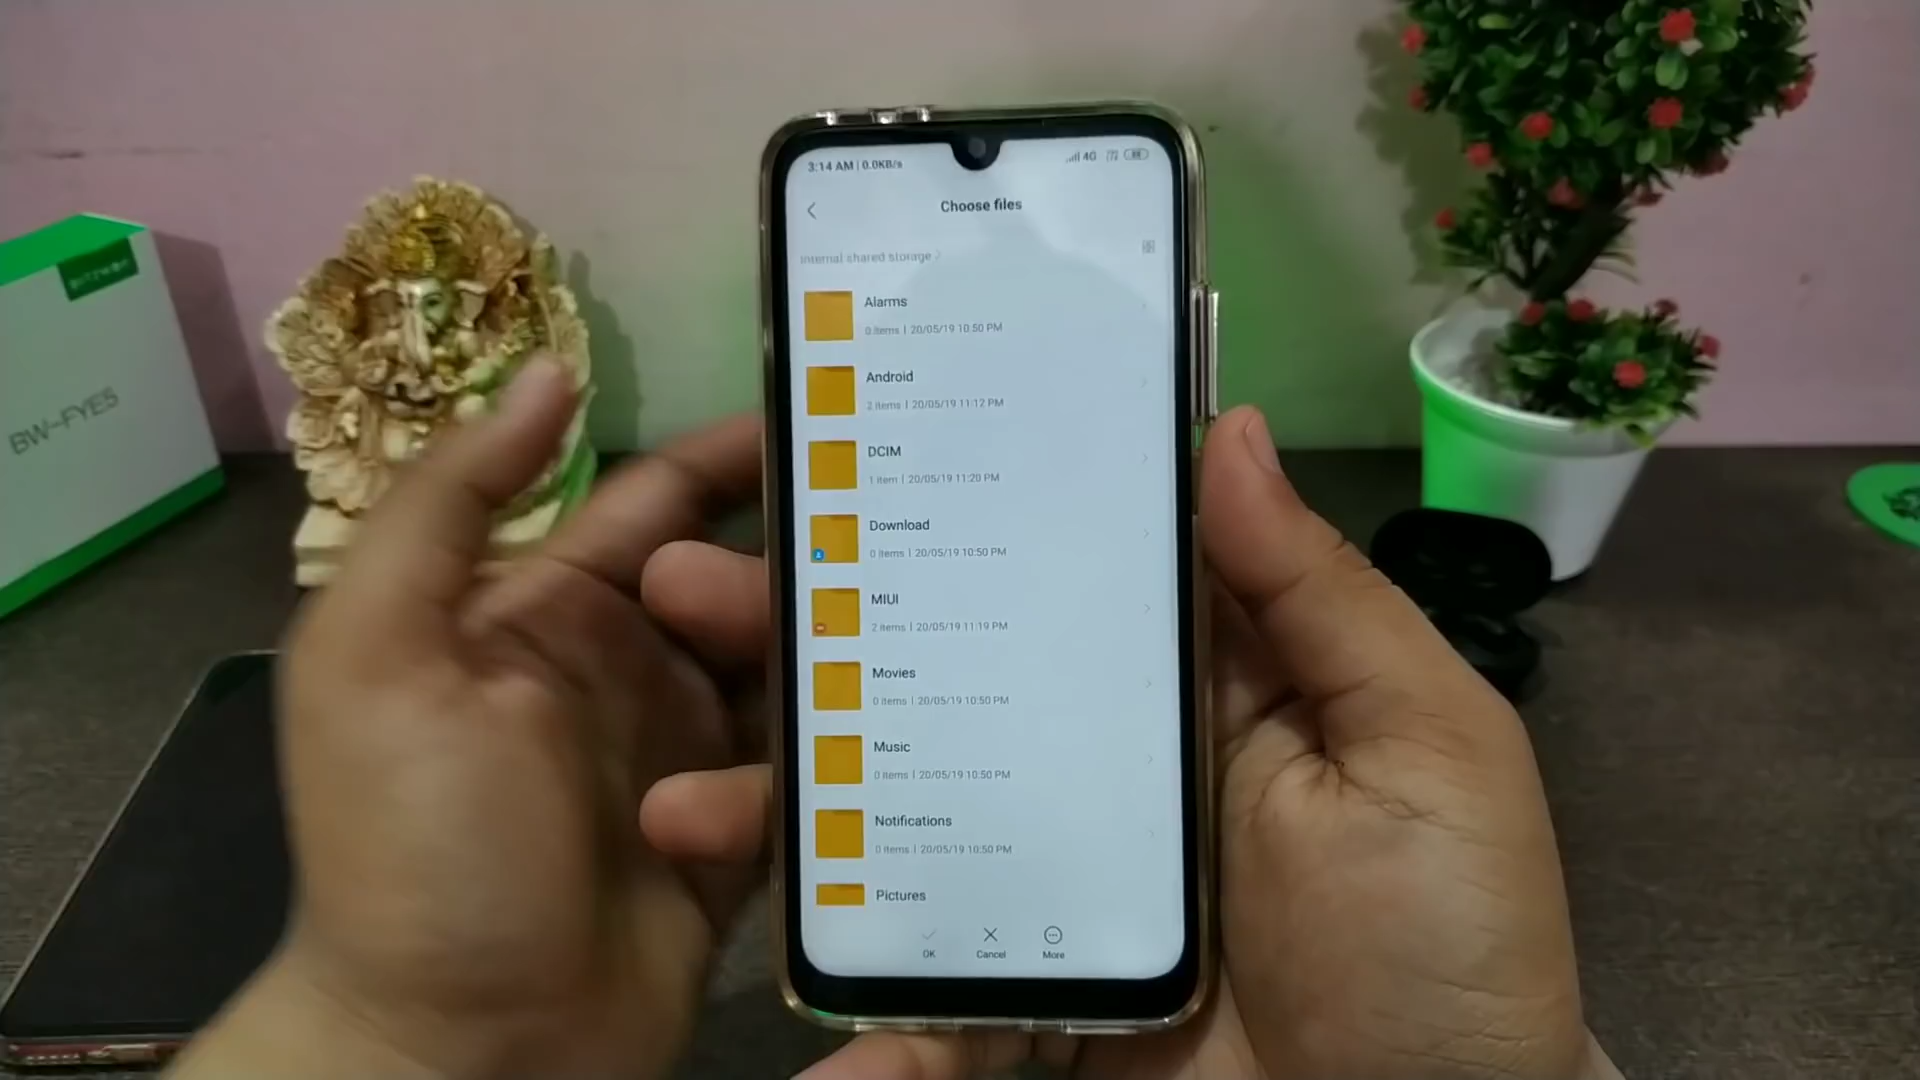 3:14 AM | 0.0KB/s
4G
Choose files
Internal shared storage
Alarms
0 items | 20/05/19 10:50 PM
Android
2 items | 20/05/19 11:12 PM
DCIM
1 item | 20/05/19 11:20 PM
Download
0 items | 20/05/19 10:50 PM
MIUI
2 items | 20/05/19 11:19 PM
Movies
0 items | 20/05/19 10:50 PM
Music
0 items | 20/05/19 10:50 PM
Notifications
0 items | 20/05/19 10:50 PM
Pictures
OK
Cancel
More
BLITZWOLF
BW-FYE5